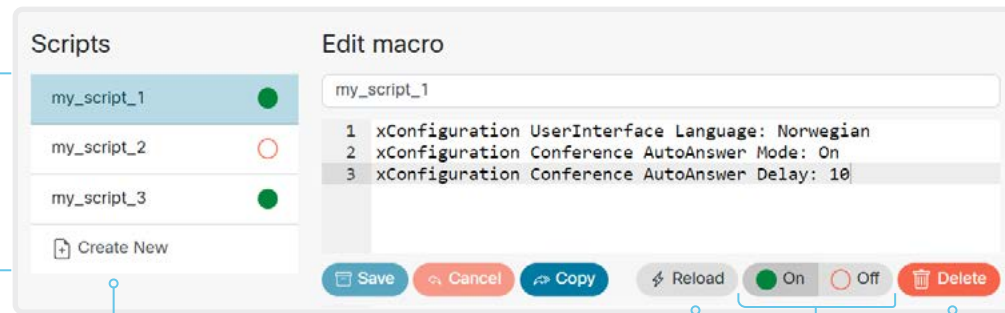 Scripts
my_script_1
my_script_2
my_script_3
Create New
Edit macro
my_script_1
1 xConfiguration UserInterface Language: Norwegian
2 xConfiguration Conference AutoAnswer Mode: On
3 xConfiguration Conference AutoAnswer Delay: 10
Save Cancel Copy Reload On Off Delete